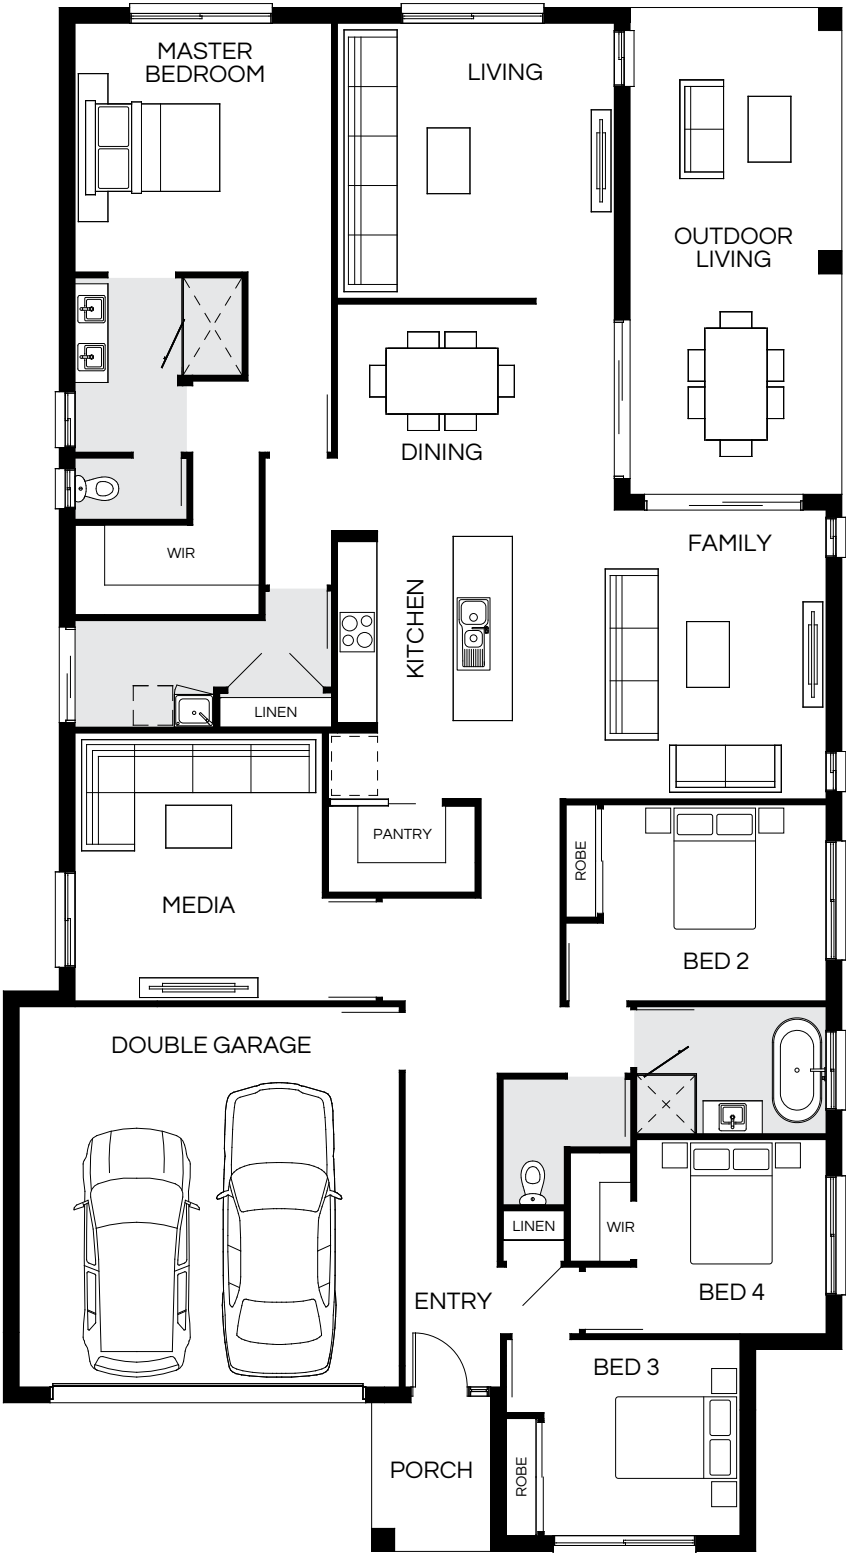 MASTER
BEDROOM
LIVING
OUTDOOR
LIVING
DINING
WIR
FAMILY
KITCHEN
LINEN
PANTRY
ROBE
MEDIA
BED 2
DOUBLE GARAGE
LINEN
WIR
ENTRY
BED 4
BED 3
PORCH
ROBE